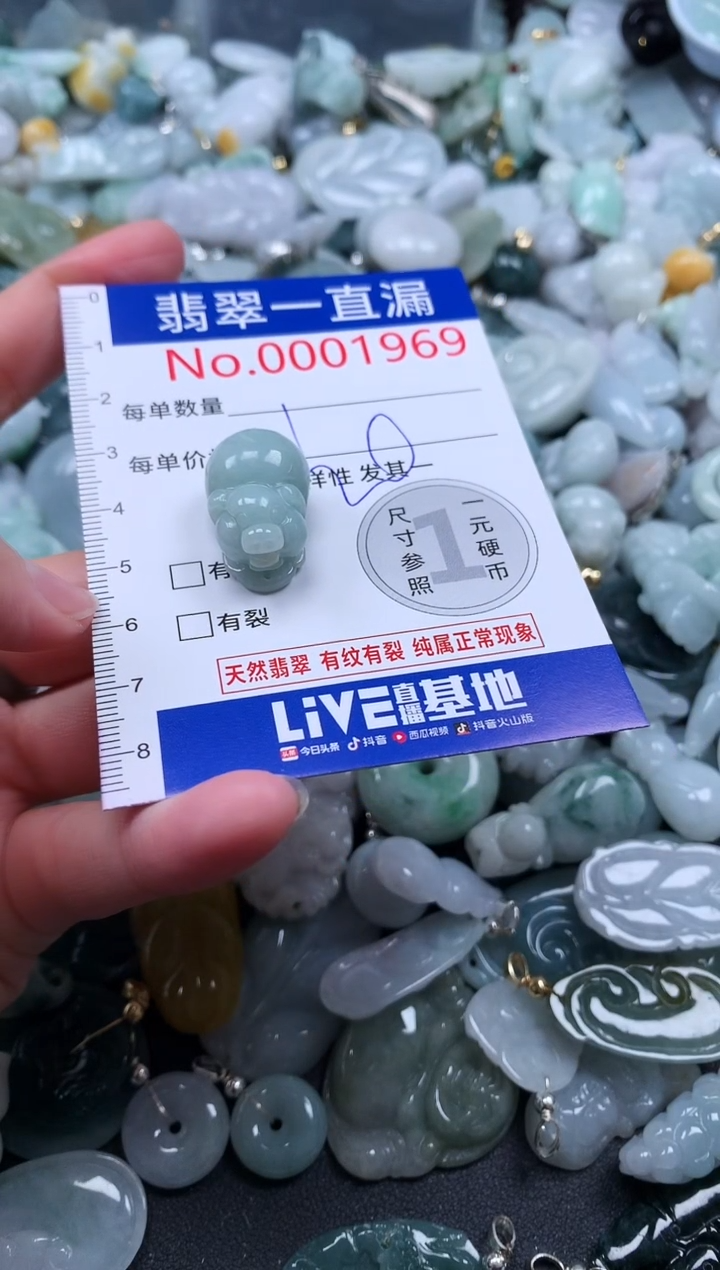 0
翡翠一直漏
No.0001969
1
2
每单数量
3
每单价
样性 发其一
4
尺寸参照
1
一元硬币
5
有
6
有裂
天然翡翠 有纹有裂 纯属正常现象
7
LiVE直播基地
8
今日头条 抖音 西瓜视频 抖音火山版